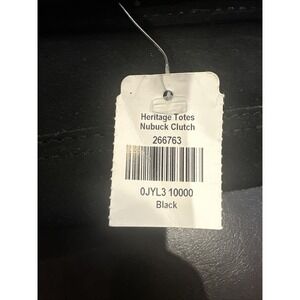 Heritage Totes
Nubuck Clutch
266763
0JYL3 10000
Black